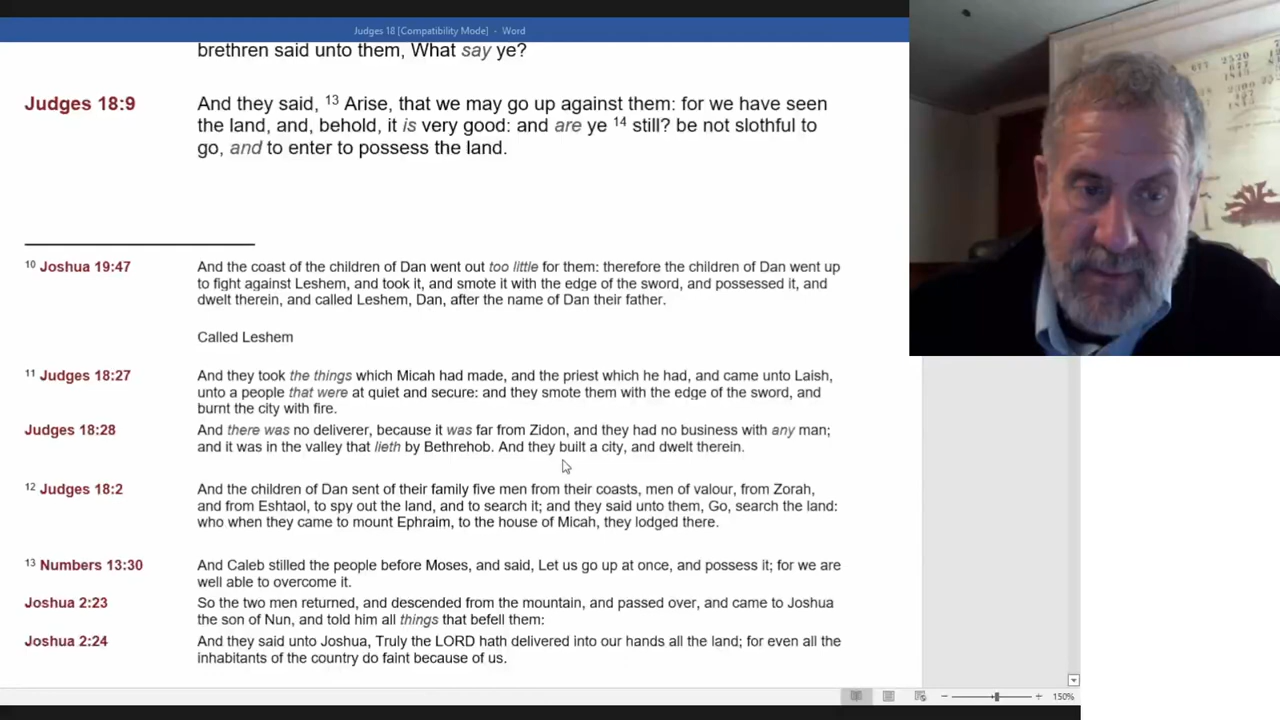 Judges 18 [Compatibility Mode] - Word
brethren said unto them, What say ye?
Judges 18:9 And they said, 13 Arise, that we may go up against them: for we have seen
the land, and, behold, it is very good: and are ye 14 still? be not slothful to
go, and to enter to possess the land.
10 Joshua 19:47 And the coast of the children of Dan went out too little for them: therefore the children of Dan went up
to fight against Leshem, and took it, and smote it with the edge of the sword, and possessed it, and
dwelt therein, and called Leshem, Dan, after the name of Dan their father.
Called Leshem
11 Judges 18:27 And they took the things which Micah had made, and the priest which he had, and came unto Laish,
unto a people that were at quiet and secure: and they smote them with the edge of the sword, and
burnt the city with fire.
Judges 18:28 And there was no deliverer, because it was far from Zidon, and they had no business with any man;
and it was in the valley that lieth by Bethrehob. And they built a city, and dwelt therein.
12 Judges 18:2 And the children of Dan sent of their family five men from their coasts, men of valour, from Zorah,
and from Eshtaol, to spy out the land, and to search it; and they said unto them, Go, search the land:
who when they came to mount Ephraim, to the house of Micah, they lodged there.
13 Numbers 13:30 And Caleb stilled the people before Moses, and said, Let us go up at once, and possess it; for we are
well able to overcome it.
Joshua 2:23 So the two men returned, and descended from the mountain, and passed over, and came to Joshua
the son of Nun, and told him all things that befell them:
Joshua 2:24 And they said unto Joshua, Truly the LORD hath delivered into our hands all the land; for even all the
inhabitants of the country do faint because of us.
150%
677 2520
677
1843